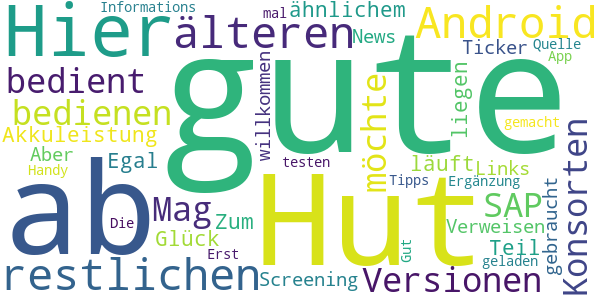 Informations
Hier
älteren
mal
ähnlichem
Android
News
Ticker
Quelle
App
bedient
gute
willkommen
liegen
bedienen
möchte
gemacht
Akkuleistung
Konsorten
Aber
Egal
testen
läuft
Links
Handy
Tipps
Ergänzung
ab
Hut
gebraucht
Die
Mag
Zum
SAP
Verweisen
Glück
Teil
Erst
Gut
geladen
restlichen
Screening
Versionen